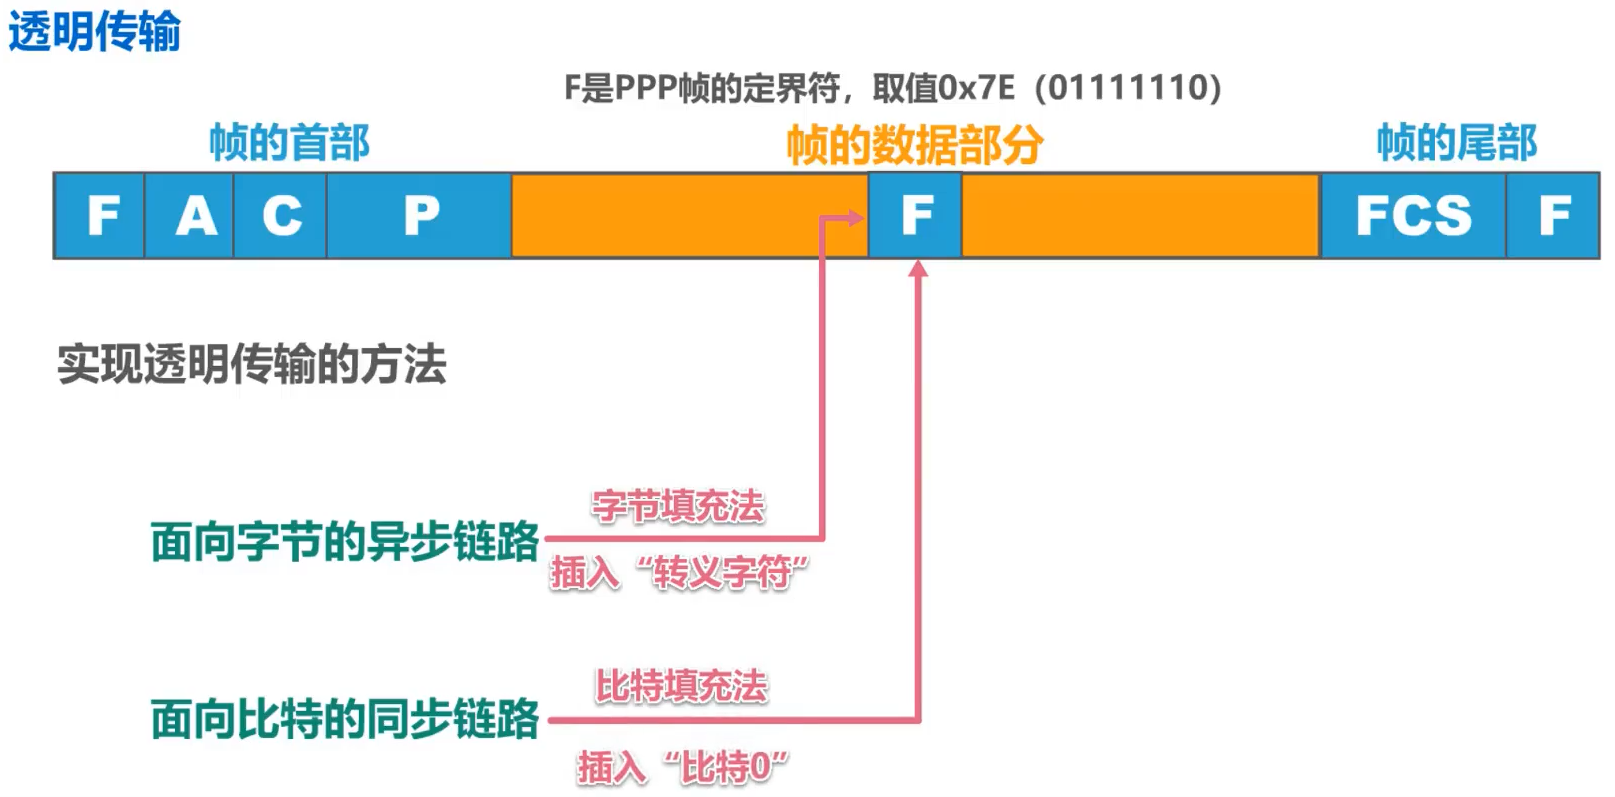 透明传输
F是PPP帧的定界符，取值0x7E（01111110）
帧的首部
帧的数据部分
帧的尾部
F A C P F FCS F
实现透明传输的方法
字节填充法
面向字节的异步链路
插入“转义字符”
比特填充法
面向比特的同步链路
插入“比特0”